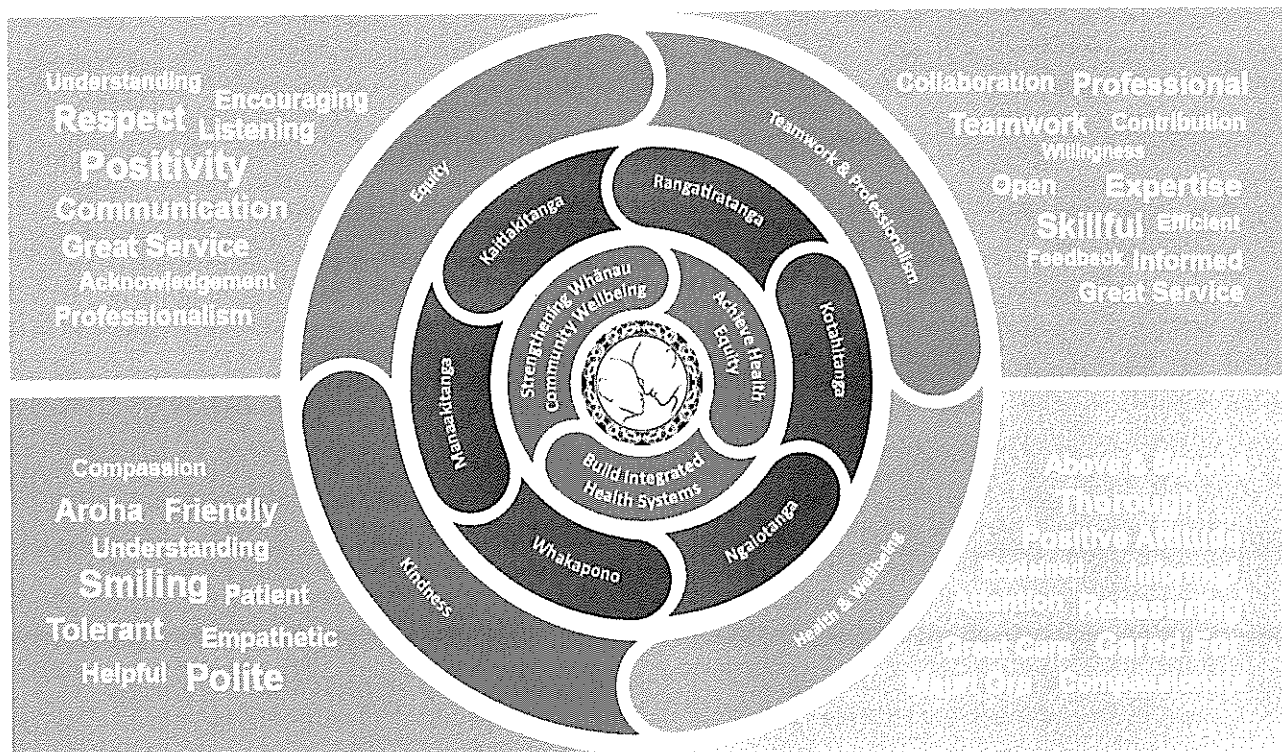 Understanding
Encouraging
Respect
Listening
Positivity
Communication
Great Service
Acknowledgement
Professionalism
Collaboration Professional
Teamwork Contribution
Willingness
Open Expertise
Skillful Efficient
Feedback Informed
Great Service
Equity
Teamwork & Professionalism
Kaitiakitanga
Rangatiratanga
Strengthening Whānau
Community Wellbeing
Achieve Health
Equity
Kotahitanga
Manaakitanga
Build Integrated
Health Systems
Whakapono
Ngaiotanga
Kindness
Health & Wellbeing
Compassion
Aroha Friendly
Understanding
Smiling Patient
Tolerant Empathetic
Helpful Polite
Above & Beyond
Thorough
Positive Attitude
Attention Reassuring
Great Care Cared For